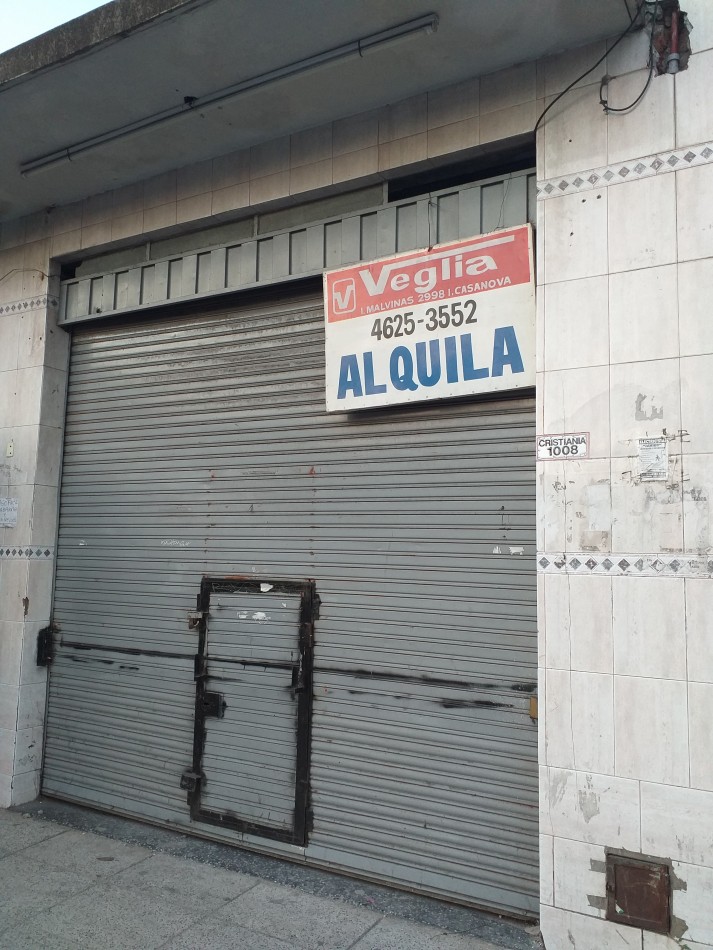 V Veglia
I. MALVINAS 2998 I. CASANOVA
4625-3552
ALQUILA
CRISTIANIA
1008